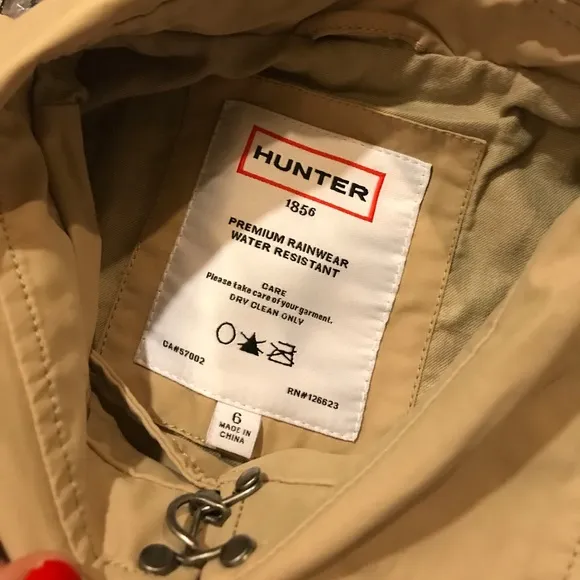 HUNTER
1856
PREMIUM RAINWEAR
WATER RESISTANT
CARE
Please take care of your garment.
DRY CLEAN ONLY
CA#57002
RN#126623
6
MADE IN
CHINA